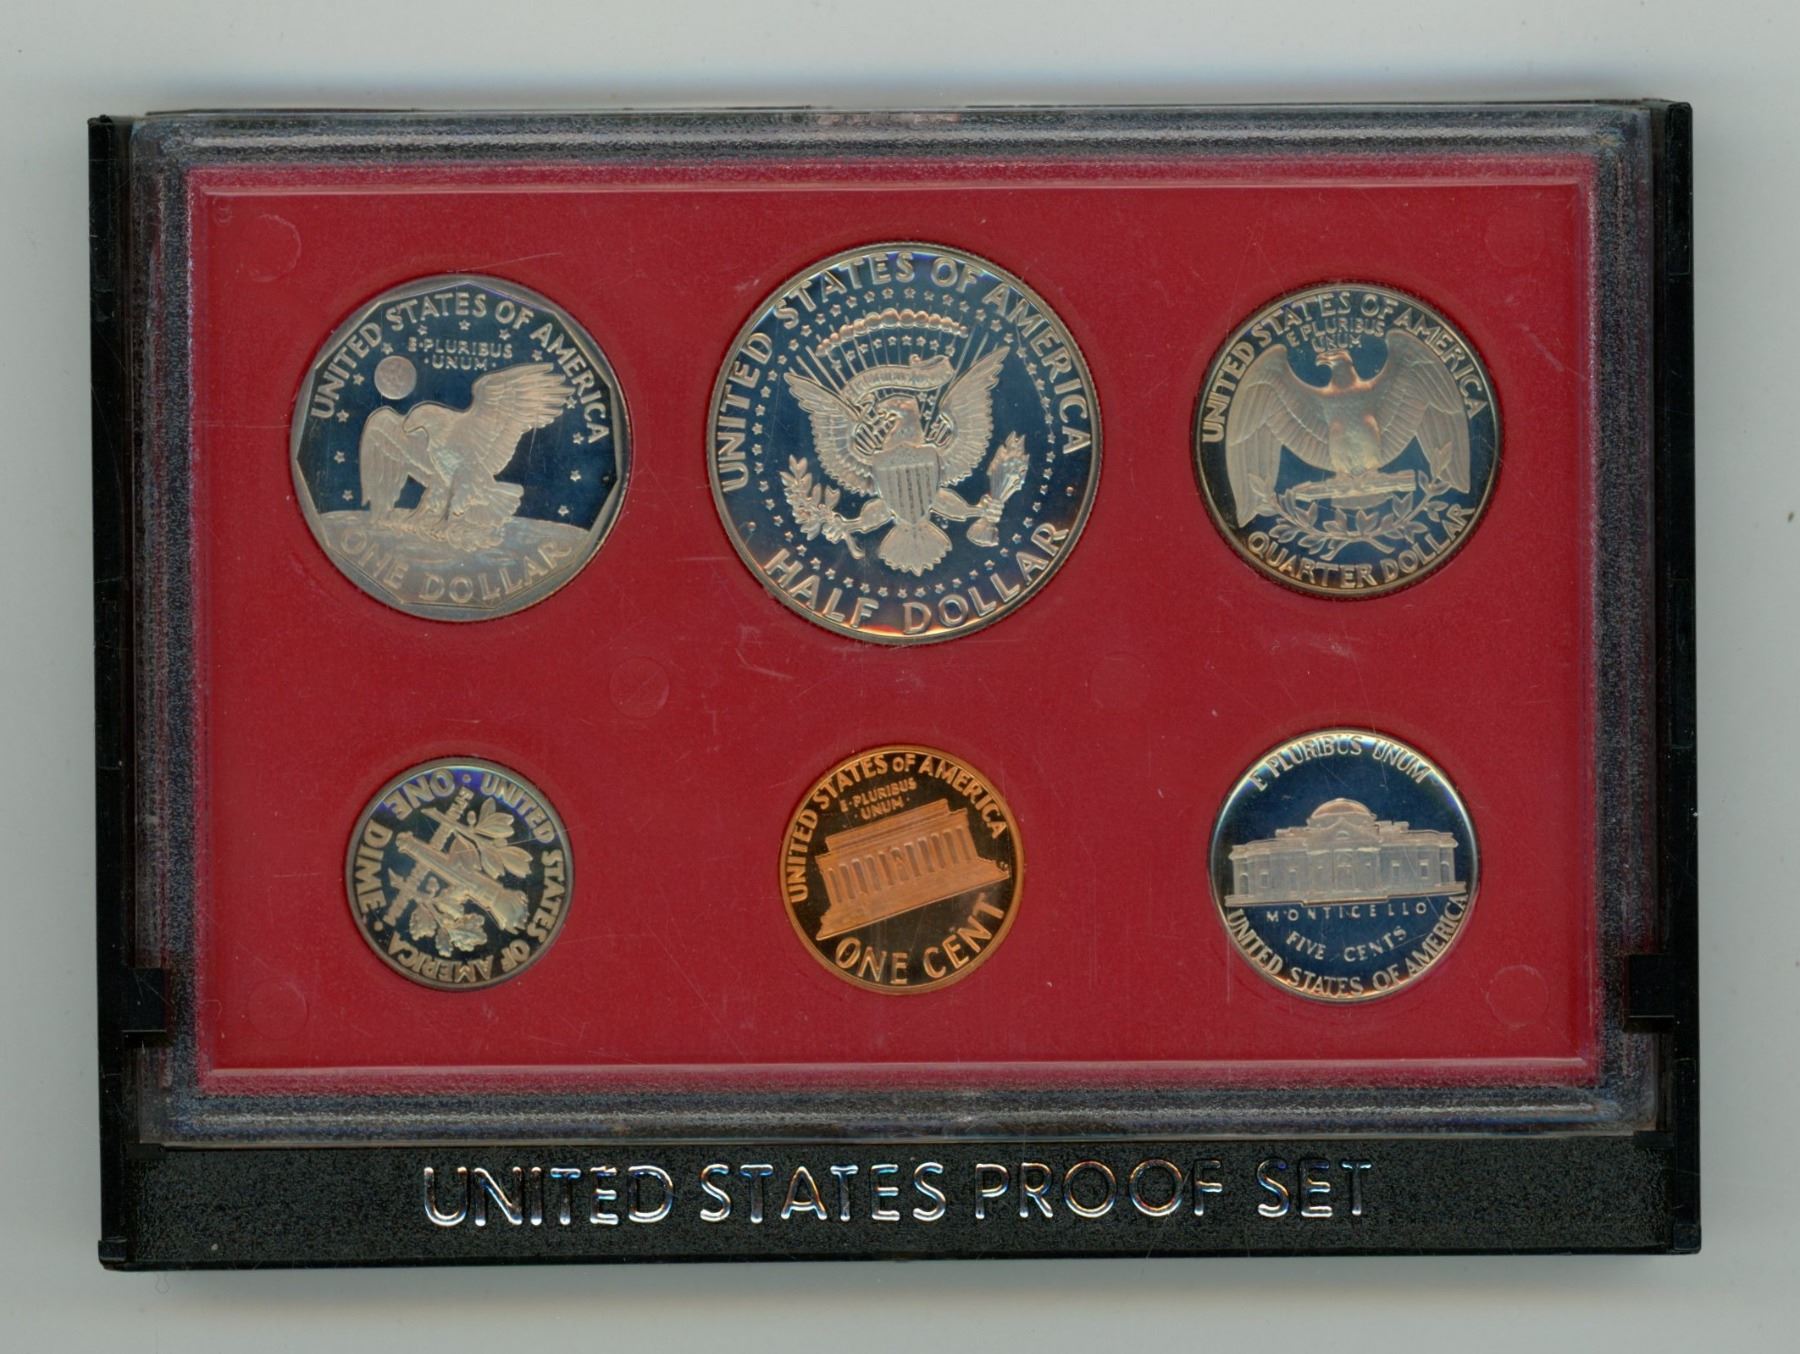 UNITED STATES OF AMERICA
E·PLURIBUS
·UNUM·
ONE DOLLAR
UNITED STATES OF AMERICA
HALF DOLLAR
UNITED STATES OF AMERICA
E PLURIBUS
UNUM
QUARTER DOLLAR
UNITED STATES OF AMERICA · ONE DIME ·
UNITED STATES OF AMERICA
E·PLURIBUS
UNUM·
ONE CENT
E PLURIBUS UNUM
MONTICELLO
FIVE CENTS
UNITED STATES OF AMERICA
UNITED STATES PROOF SET